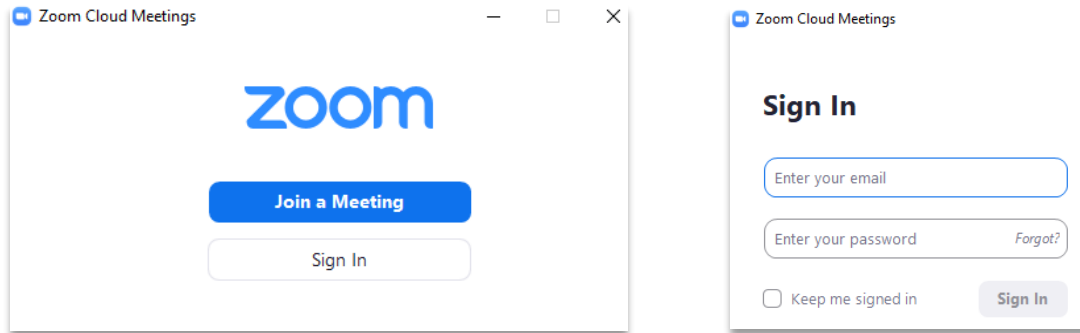 Zoom Cloud Meetings
zoom
Join a Meeting
Sign In
Zoom Cloud Meetings
Sign In
Enter your email
Enter your password Forgot?
Keep me signed in Sign In